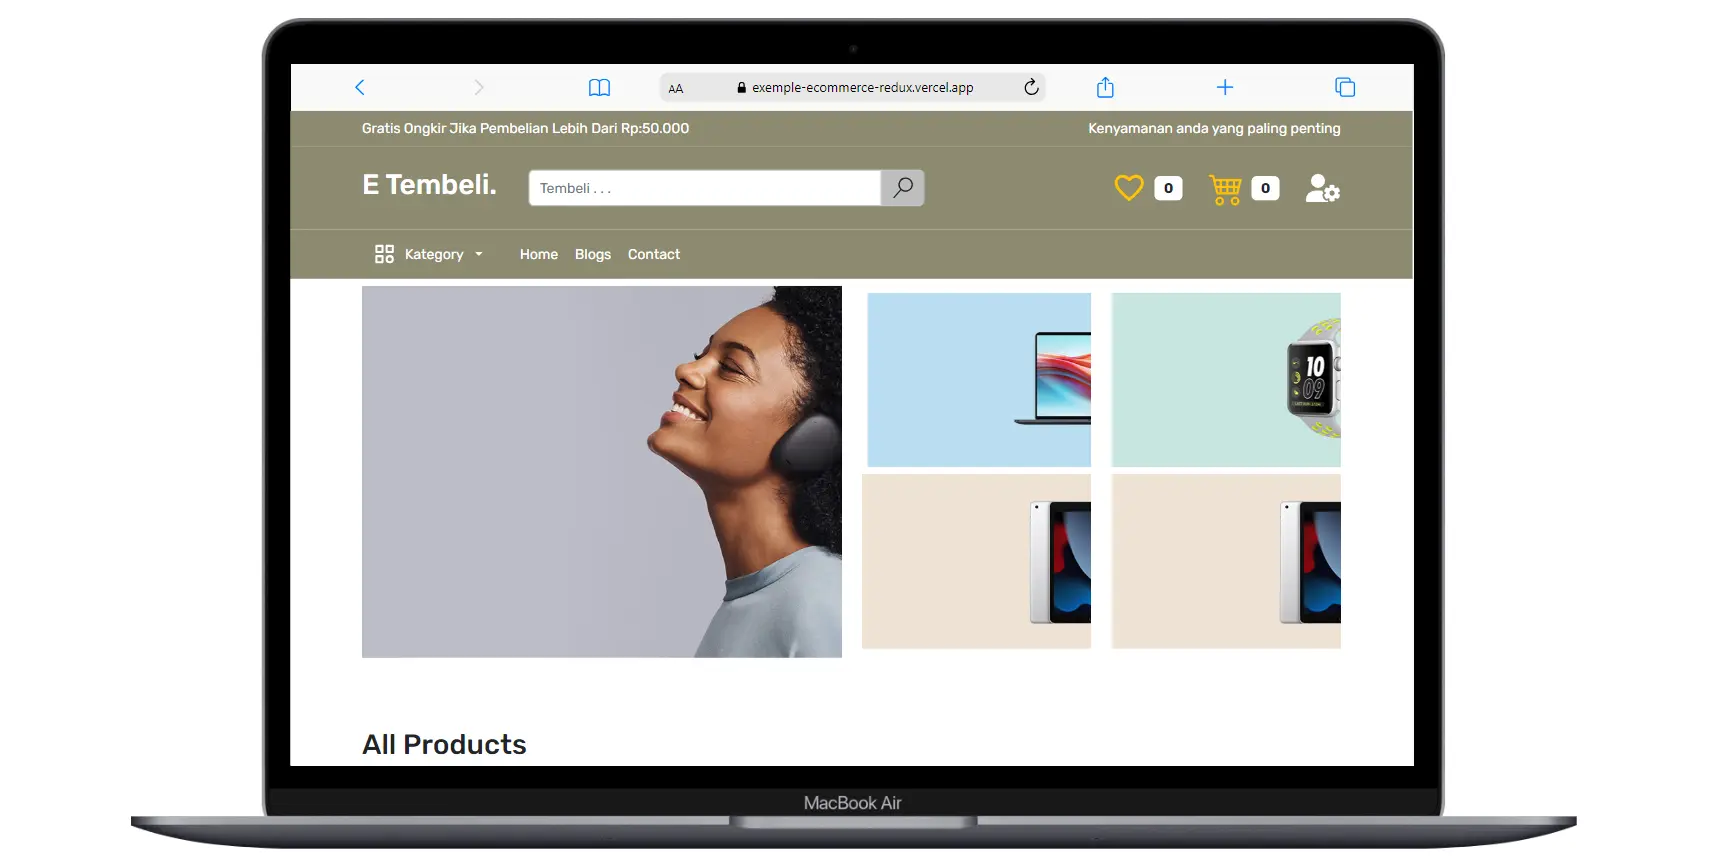 AA exemple-ecommerce-redux.vercel.app
Gratis Ongkir Jika Pembelian Lebih Dari Rp:50.000 Kenyamanan anda yang paling penting
E Tembeli. Tembeli . . . 0 0
Kategory Home Blogs Contact
10
09
All Products
MacBook Air